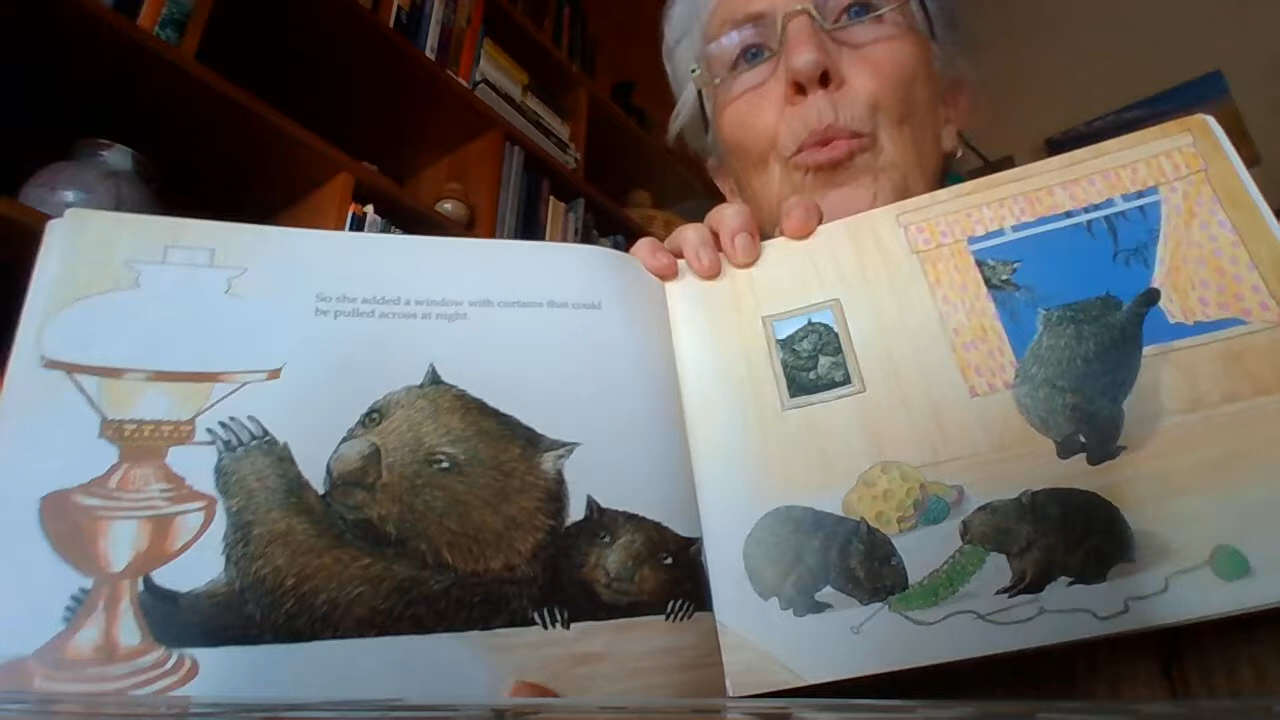 So she added a window with curtains that could
be pulled across at night.